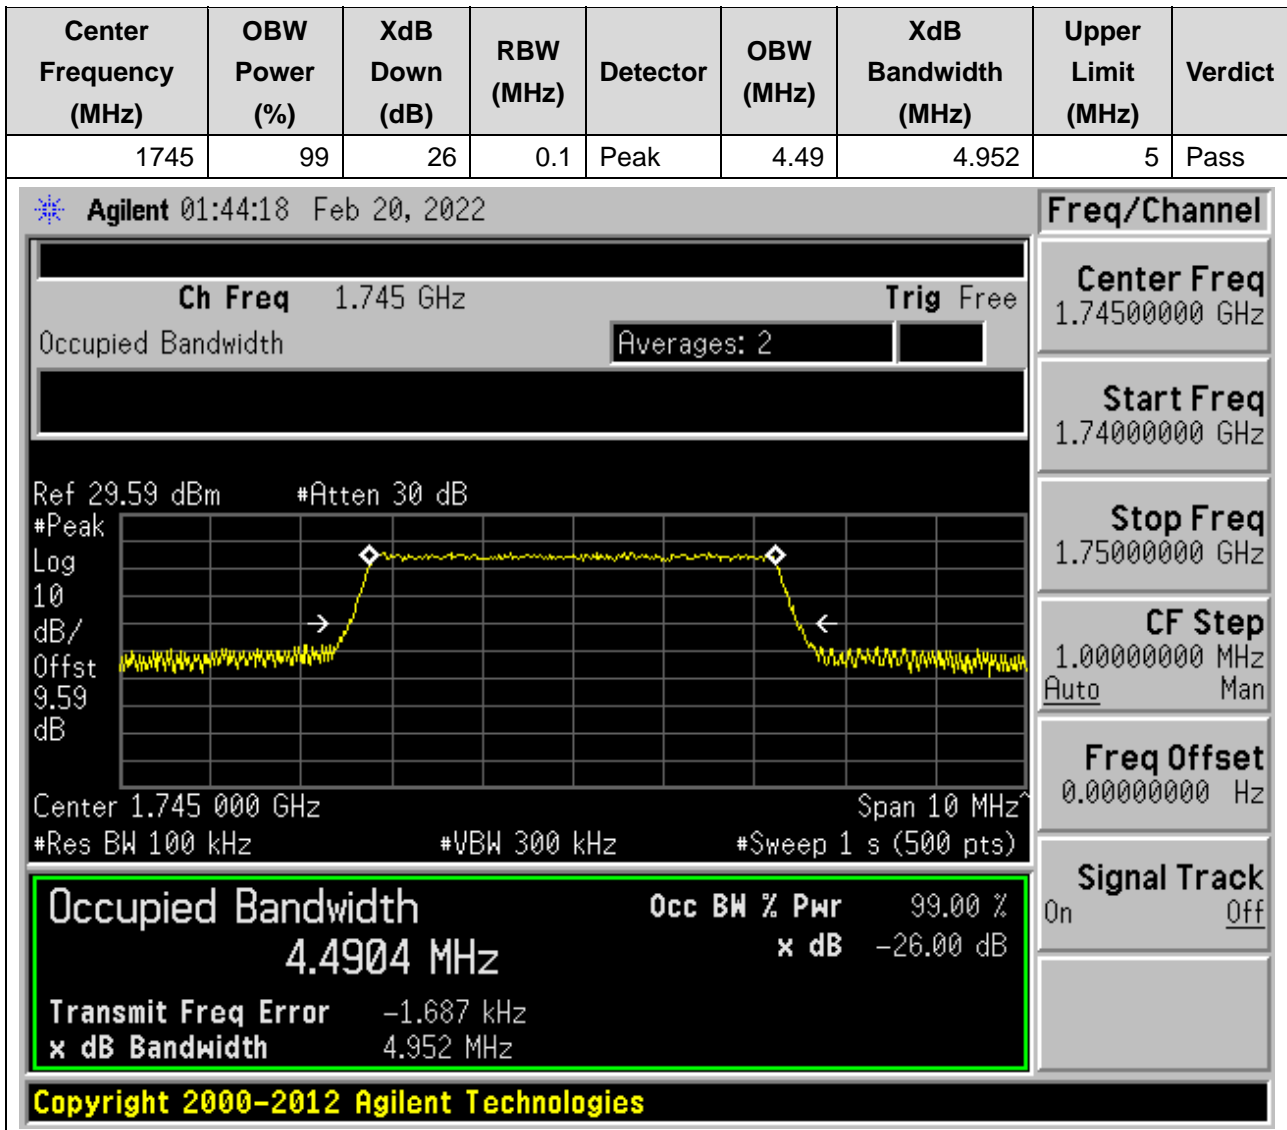 Center Frequency (MHz) OBW Power (%) XdB Down (dB) RBW (MHz) Detector OBW (MHz) XdB Bandwidth (MHz) Upper Limit (MHz) Verdict
1745 99 26 0.1 Peak 4.49 4.952 5 Pass
Agilent 01:44:18 Feb 20, 2022
Freq/Channel
Ch Freq 1.745 GHz Trig Free
Occupied Bandwidth Averages: 2
Center Freq
1.74500000 GHz
Start Freq
1.74000000 GHz
Stop Freq
1.75000000 GHz
CF Step
1.00000000 MHz
Auto Man
Freq Offset
0.00000000 Hz
Signal Track
On Off
Ref 29.59 dBm #Atten 30 dB
#Peak
Log
10
dB/
Offst
9.59
dB
Center 1.745 000 GHz Span 10 MHz^
#Res BW 100 kHz #VBW 300 kHz #Sweep 1 s (500 pts)
Occupied Bandwidth Occ BW % Pwr 99.00 %
4.4904 MHz x dB -26.00 dB
Transmit Freq Error -1.687 kHz
x dB Bandwidth 4.952 MHz
Copyright 2000-2012 Agilent Technologies